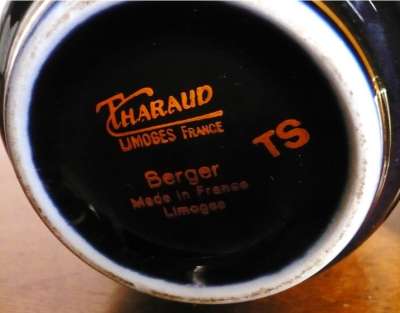 THARAUD
LIMOGES FRANCE
TS
Berger
Made in France
Limoges